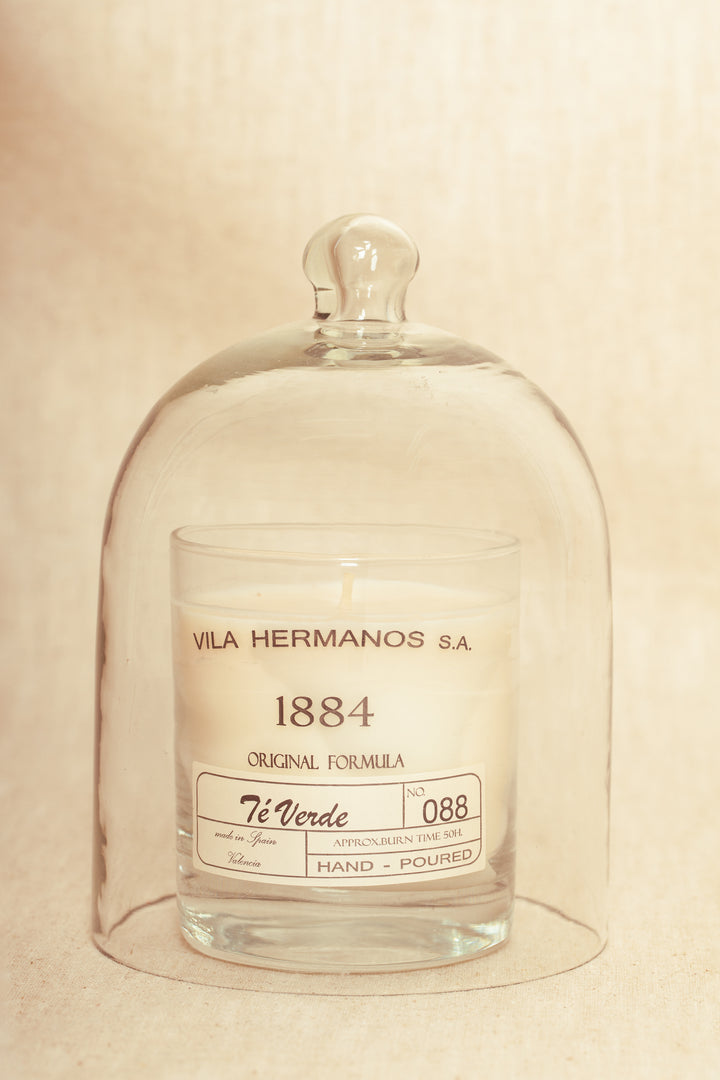 VILA HERMANOS S.A.
1884
ORIGINAL FORMULA
Té Verde
NO. 088
made in Spain
Valencia
APPROX.BURN TIME 50H.
HAND - POURED